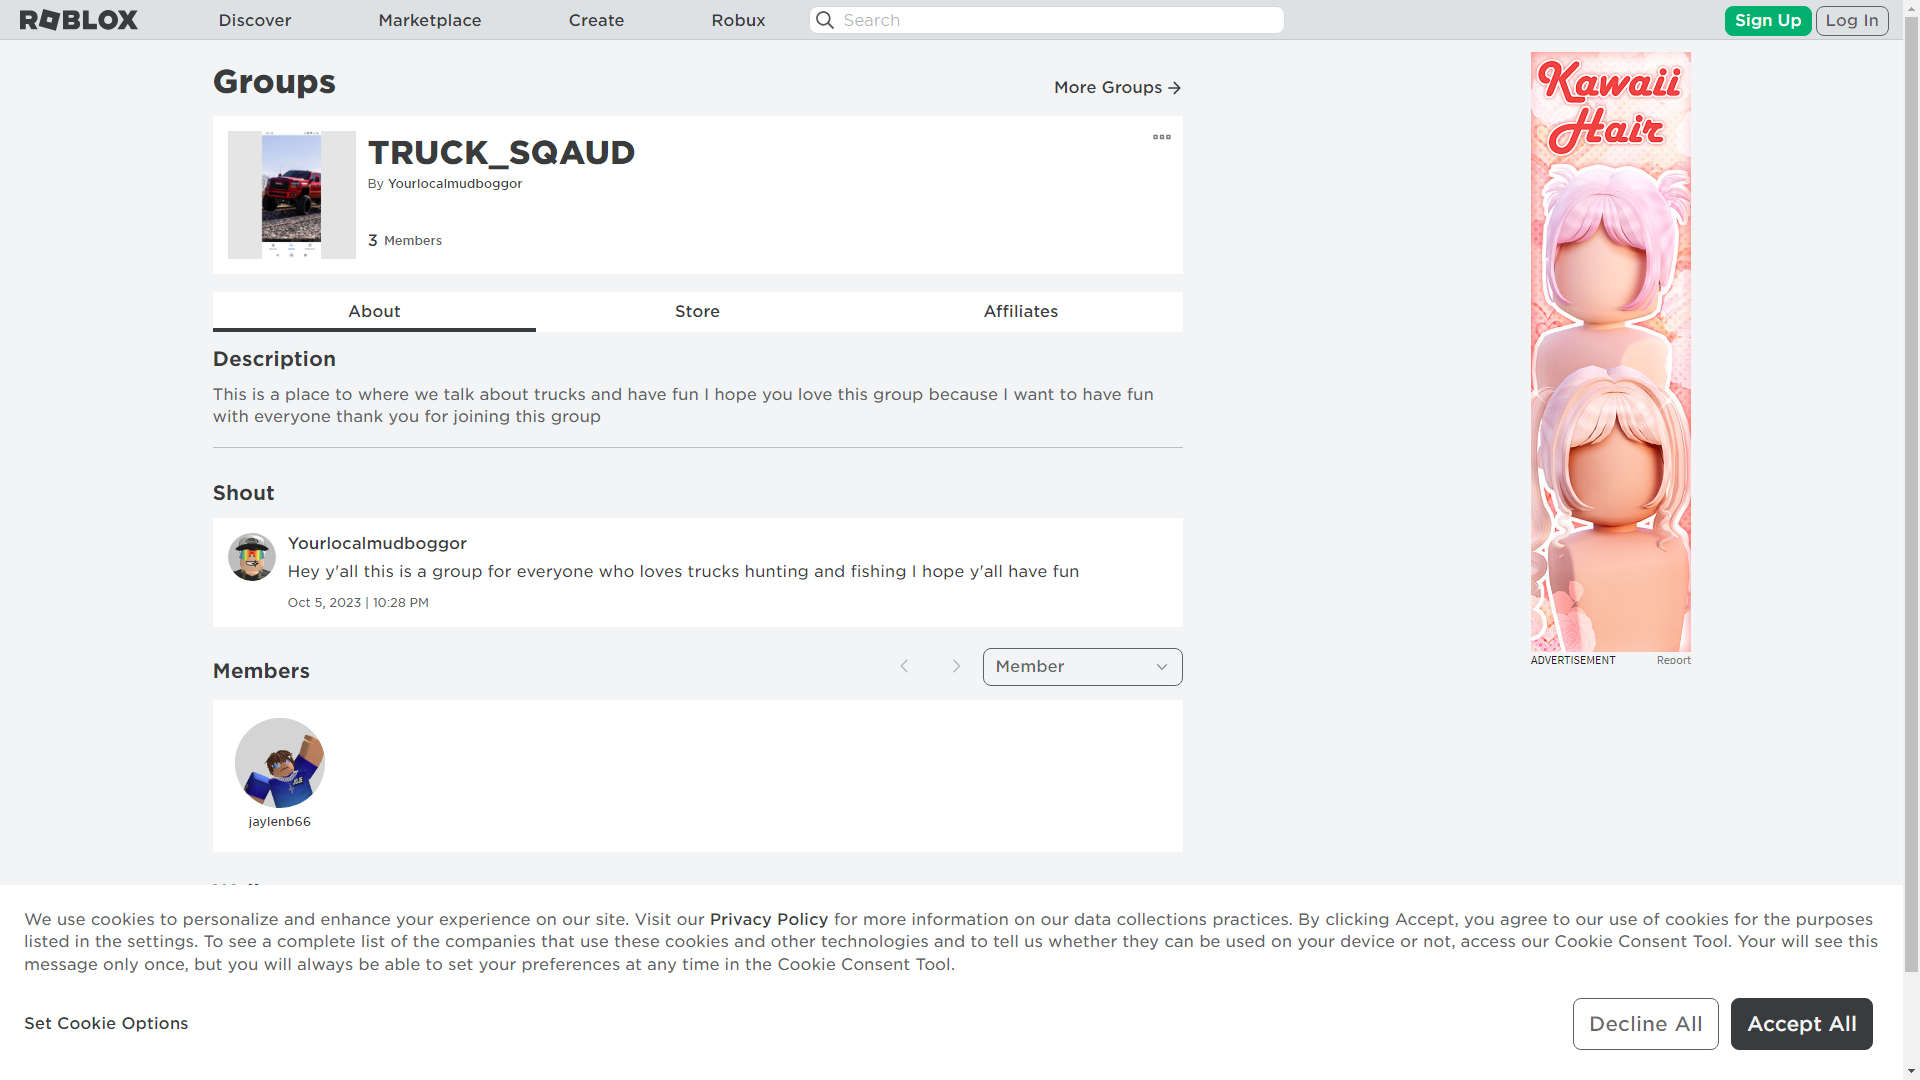 ROBLOX
Discover
Marketplace
Create
Robux
Search
Sign Up
Log In
Groups
More Groups
TRUCK_SQAUD
By Yourlocalmudboggor
3 Members
About
Store
Affiliates
Description
This is a place to where we talk about trucks and have fun I hope you love this group because I want to have fun
with everyone thank you for joining this group
Shout
Yourlocalmudboggor
Hey y'all this is a group for everyone who loves trucks hunting and fishing I hope y'all have fun
Oct 5, 2023 | 10:28 PM
Members
Member
jaylenb66
Kawaii
Hair
ADVERTISEMENT
Report
We use cookies to personalize and enhance your experience on our site. Visit our Privacy Policy for more information on our data collections practices. By clicking Accept, you agree to our use of cookies for the purposes
listed in the settings. To see a complete list of the companies that use these cookies and other technologies and to tell us whether they can be used on your device or not, access our Cookie Consent Tool. Your will see this
message only once, but you will always be able to set your preferences at any time in the Cookie Consent Tool.
Set Cookie Options
Decline All
Accept All